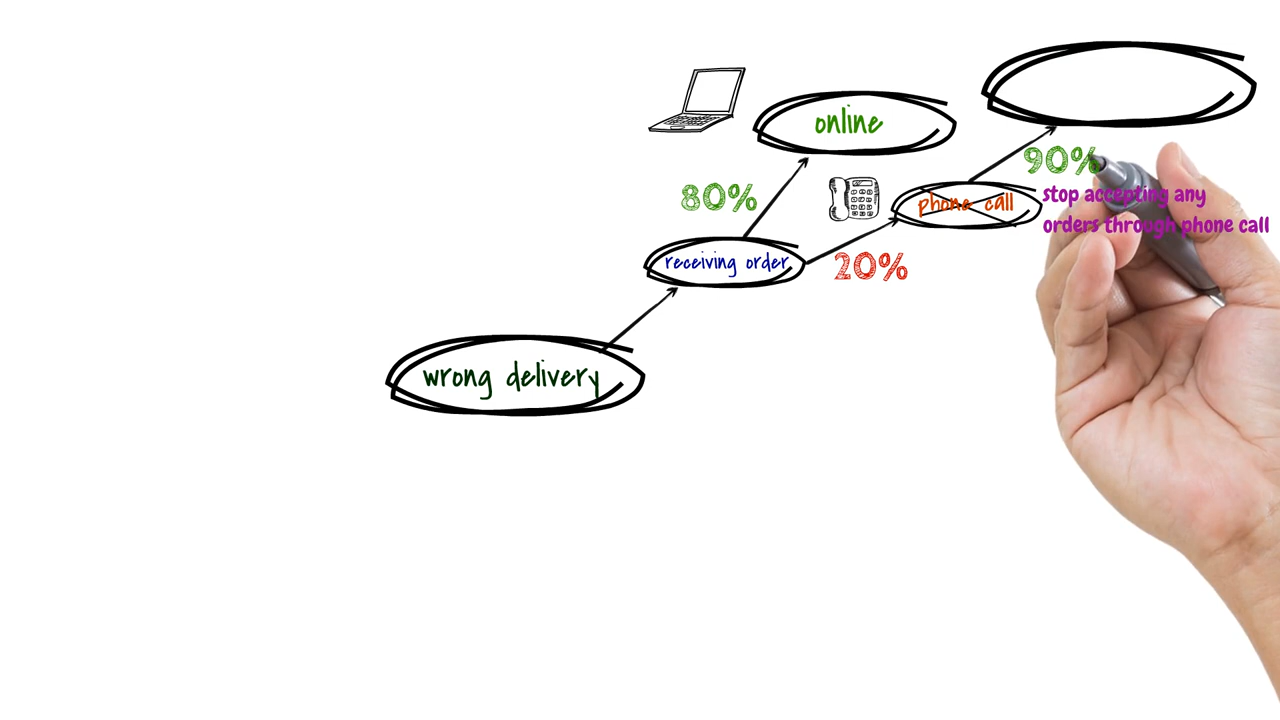 online
90%
80%
phone call
stop accepting any
orders through phone call
receiving order
20%
wrong delivery